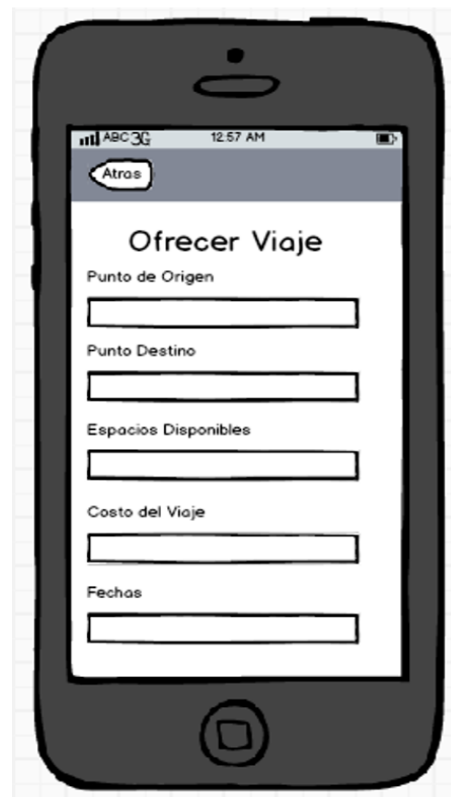 ABC 3G 12:57 AM
Atras
Ofrecer Viaje
Punto de Origen
Punto Destino
Espacios Disponibles
Costo del Viaje
Fechas